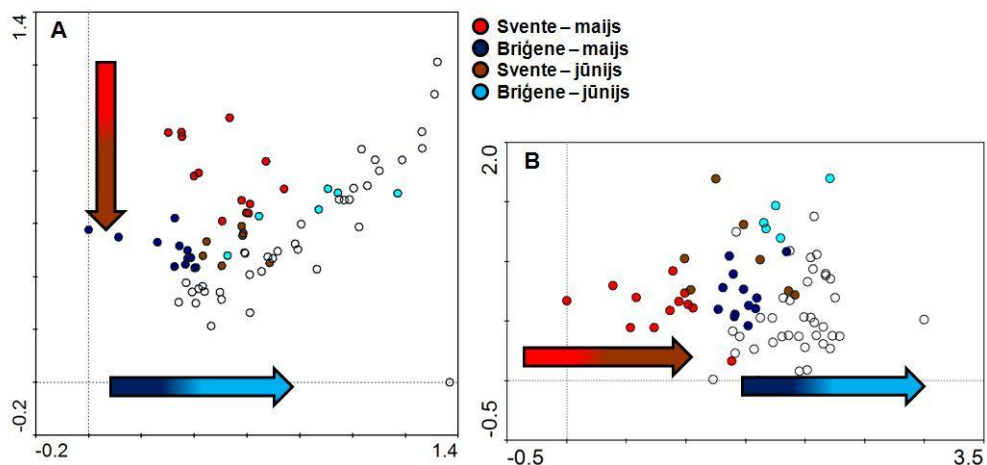 1.4
A
Svente – maijs
Briģene – maijs
Svente – jūnijs
Briģene – jūnijs
-0.2
-0.2
1.4
2.0
B
-0.5
-0.5
3.5